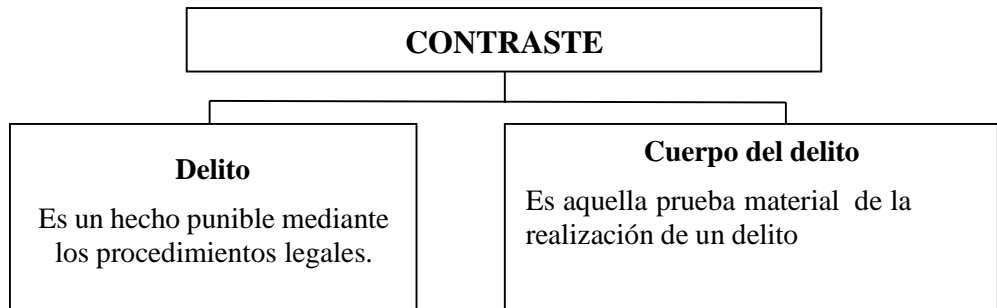 CONTRASTE
Delito
Es un hecho punible mediante
los procedimientos legales.
Cuerpo del delito
Es aquella prueba material de la
realización de un delito